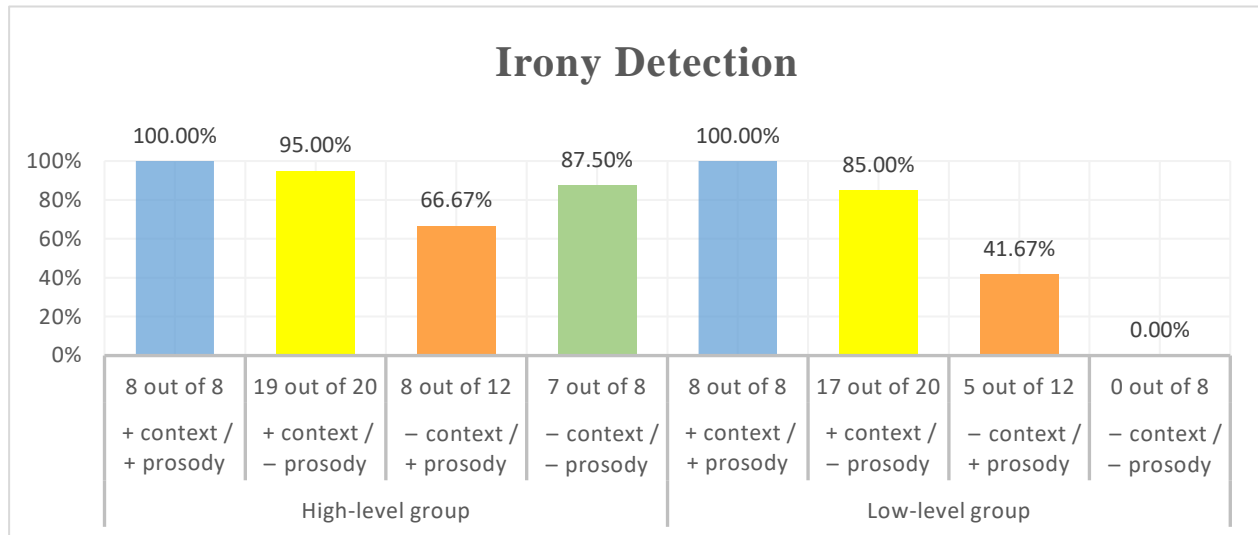 Irony Detection
100.00%
95.00%
66.67%
87.50%
100.00%
85.00%
41.67%
0.00%
100%
80%
60%
40%
20%
0%
8 out of 8
19 out of 20
8 out of 12
7 out of 8
8 out of 8
17 out of 20
5 out of 12
0 out of 8
+ context /
+ prosody
+ context /
– prosody
– context /
+ prosody
– context /
– prosody
+ context /
+ prosody
+ context /
– prosody
– context /
+ prosody
– context /
– prosody
High-level group
Low-level group